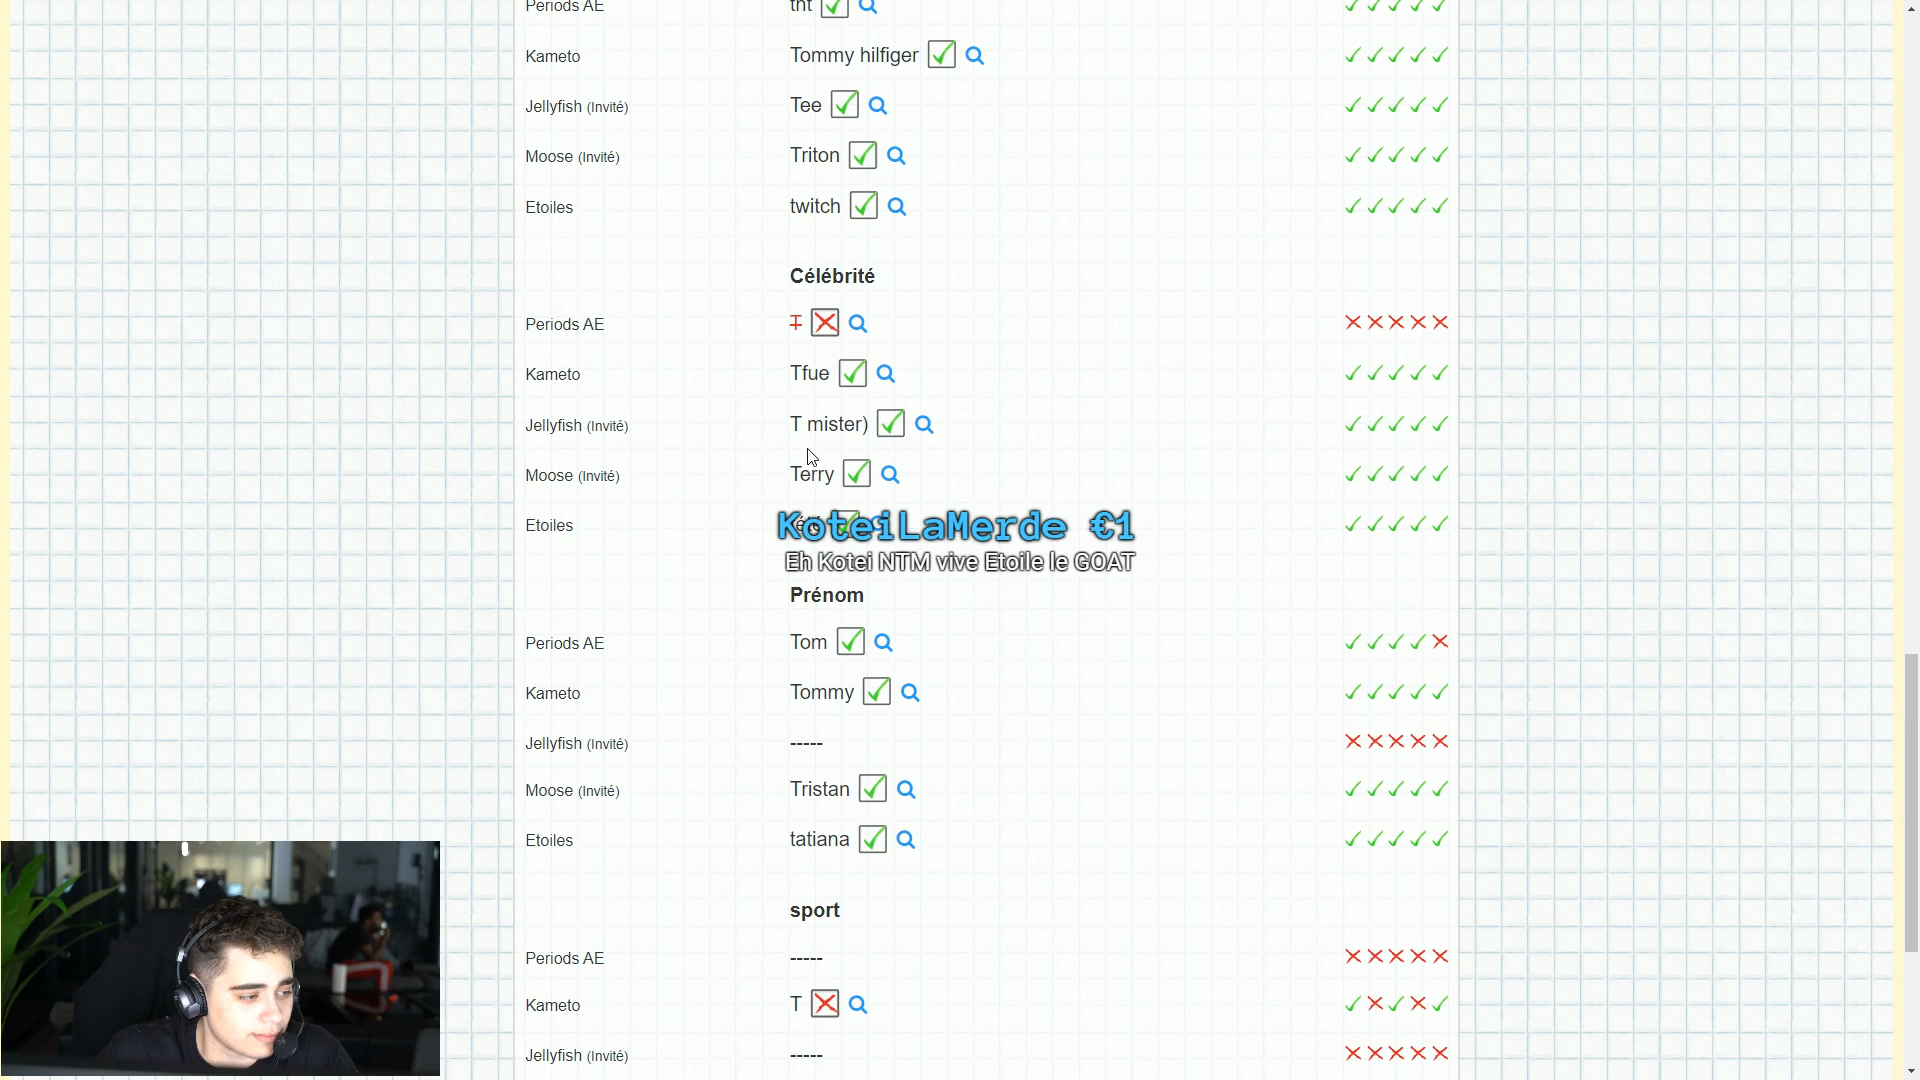 Periods AE tnt
Kameto Tommy hilfiger
Jellyfish (Invité) Tee
Moose (Invité) Triton
Etoiles twitch
Célébrité
Periods AE T
Kameto Tfue
Jellyfish (Invité) T mister)
Moose (Invité) Terry
Etoiles
KoteiLaMerde €1
Eh Kotei NTM vive Etoile le GOAT
Prénom
Periods AE Tom
Kameto Tommy
Jellyfish (Invité) -----
Moose (Invité) Tristan
Etoiles tatiana
sport
Periods AE -----
Kameto T
Jellyfish (Invité) -----